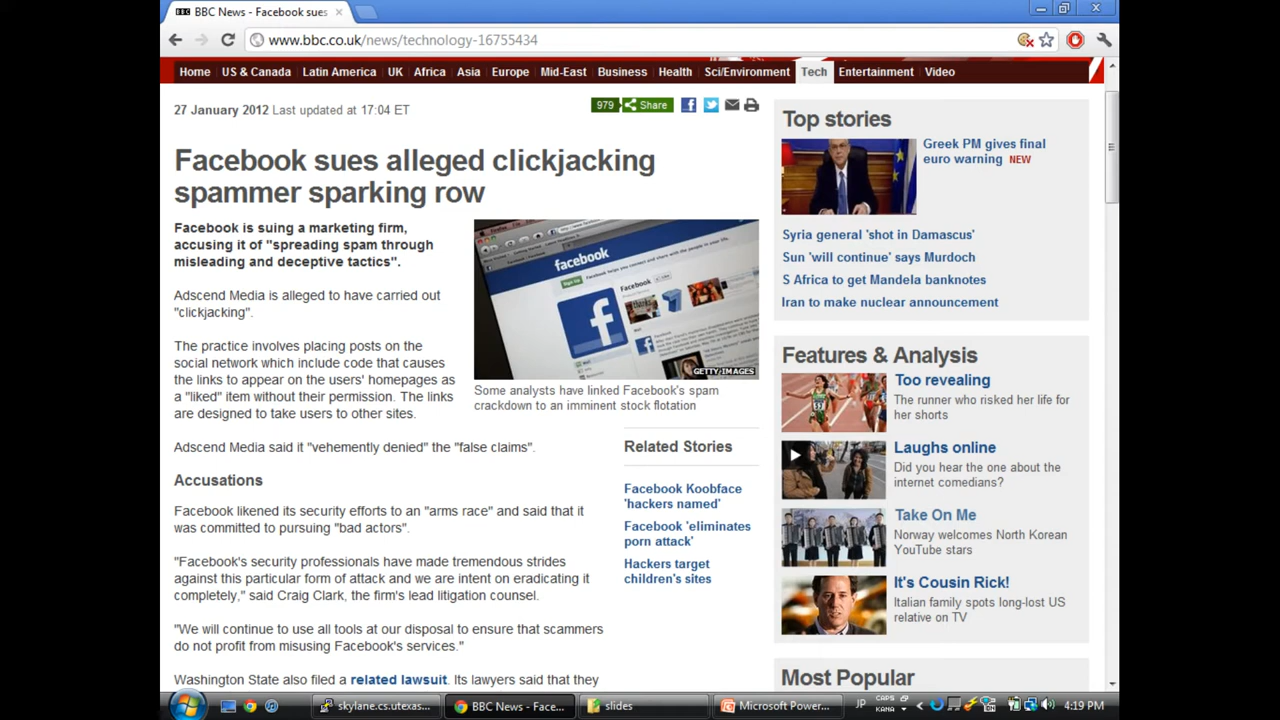 BBC News - Facebook sues
www.bbc.co.uk/news/technology-16755434
Home US & Canada Latin America UK Africa Asia Europe Mid-East Business Health Sci/Environment Tech Entertainment Video
27 January 2012 Last updated at 17:04 ET
979 Share
Facebook sues alleged clickjacking
spammer sparking row
Facebook is suing a marketing firm,
accusing it of "spreading spam through
misleading and deceptive tactics".
Adscend Media is alleged to have carried out
"clickjacking".
The practice involves placing posts on the
social network which include code that causes
the links to appear on the users' homepages as
a "liked" item without their permission. The links
are designed to take users to other sites.
Adscend Media said it "vehemently denied" the "false claims".
Accusations
Facebook likened its security efforts to an "arms race" and said that it
was committed to pursuing "bad actors".
"Facebook's security professionals have made tremendous strides
against this particular form of attack and we are intent on eradicating it
completely," said Craig Clark, the firm's lead litigation counsel.
"We will continue to use all tools at our disposal to ensure that scammers
do not profit from misusing Facebook's services."
Washington State also filed a related lawsuit. Its lawyers said that they
facebook
Sign Up
Facebook
GETTY IMAGES
Some analysts have linked Facebook's spam
crackdown to an imminent stock flotation
Related Stories
Facebook Koobface
'hackers named'
Facebook 'eliminates
porn attack'
Hackers target
children's sites
Top stories
Greek PM gives final
euro warning NEW
Syria general 'shot in Damascus'
Sun 'will continue' says Murdoch
S Africa to get Mandela banknotes
Iran to make nuclear announcement
Features & Analysis
Too revealing
The runner who risked her life for
her shorts
Laughs online
Did you hear the one about the
internet comedians?
Take On Me
Norway welcomes North Korean
YouTube stars
It's Cousin Rick!
Italian family spots long-lost US
relative on TV
Most Popular
skylane.cs.utexas... BBC News - Face... slides Microsoft Power... JP CAPS KANA 4:19 PM